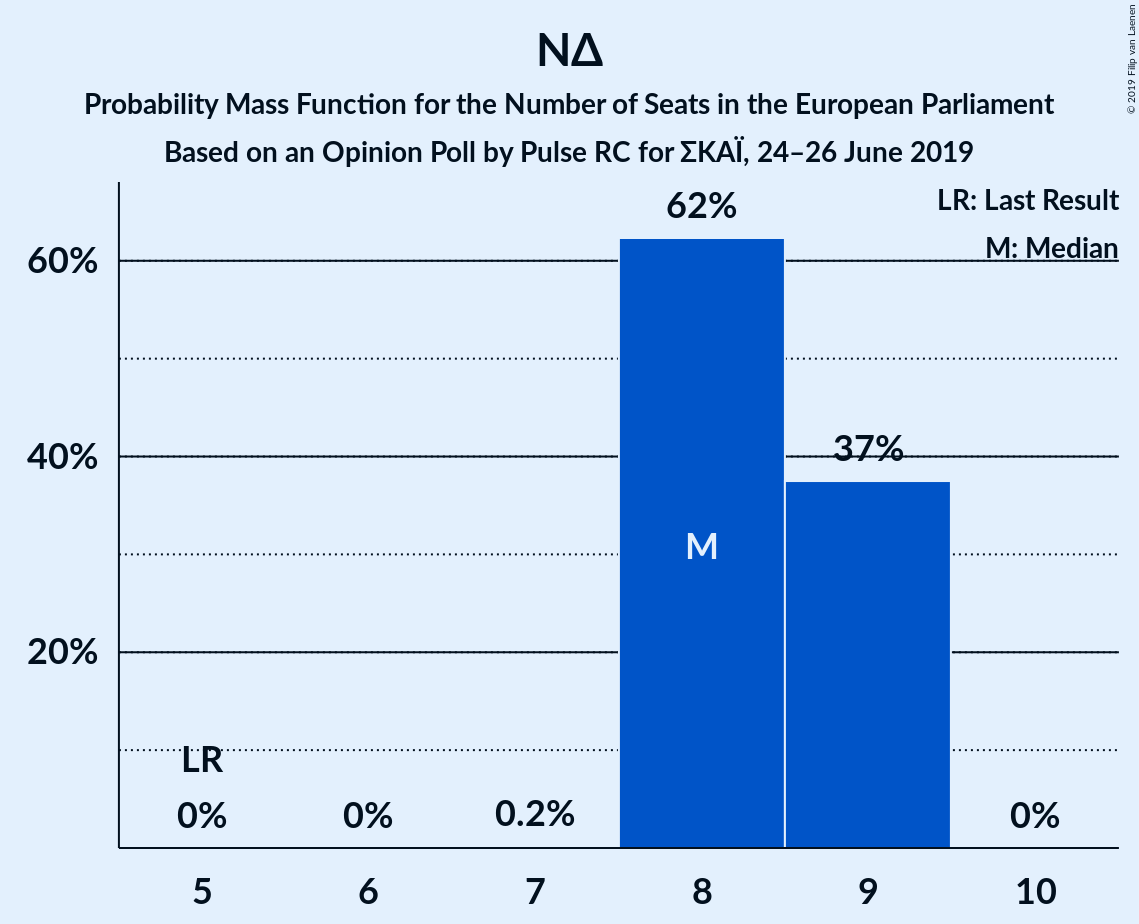 ΝΔ
Probability Mass Function for the Number of Seats in the European Parliament
Based on an Opinion Poll by Pulse RC for ΣΚΑΪ, 24–26 June 2019
© 2019 Filip van Laenen
LR: Last Result
M: Median
62%
60%
37%
40%
M
20%
LR
0%
0%
0.2%
0%
5
6
7
8
9
10